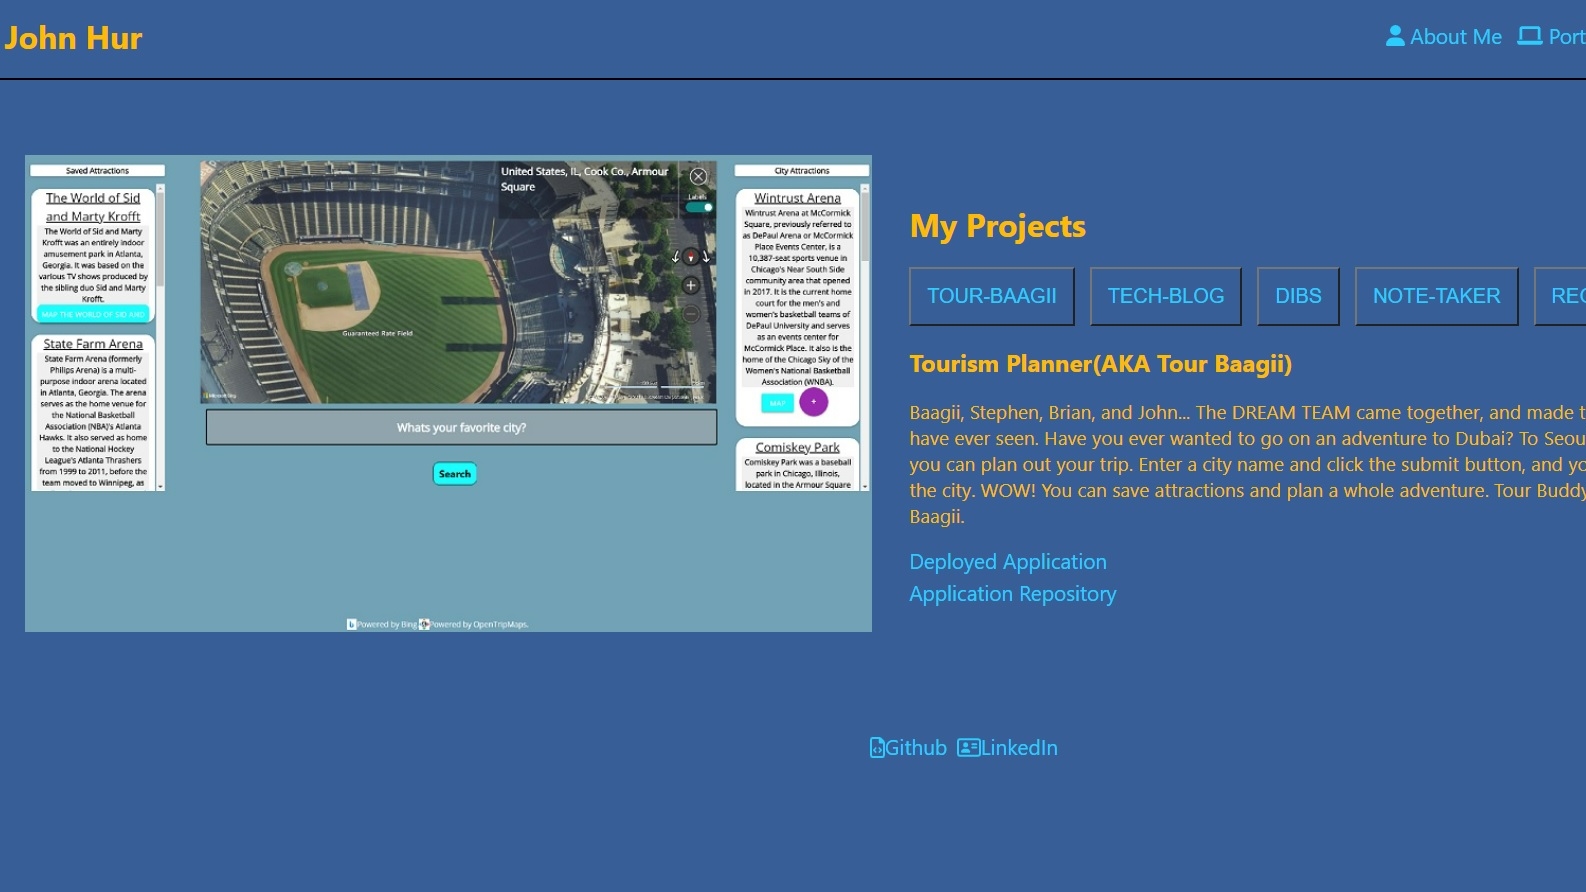 John Hur
About Me
Port
Saved Attractions
The World of Sid
and Marty Krofft
The World of Sid and Marty
Krofft was an entirely indoor
amusement park in Atlanta,
Georgia. It was based on the
various TV shows produced by
the sibling duo Sid and Marty
Krofft.
MAP THE WORLD OF SID AND
State Farm Arena
State Farm Arena (formerly
Philips Arena) is a multi-
purpose indoor arena located
in Atlanta, Georgia. The arena
serves as the home venue for
the National Basketball
Association (NBA)'s Atlanta
Hawks. It also served as home
to the National Hockey
League's Atlanta Thrashers
from 1999 to 2011, before the
team moved to Winnipeg, as
United States, IL, Cook Co., Armour
Square
Labels
Guaranteed Rate Field
Whats your favorite city?
Search
City Attractions
Wintrust Arena
Wintrust Arena at McCormick
Square, previously referred to
as DePaul Arena or McCormick
Place Events Center, is a
10,387-seat sports venue in
Chicago's Near South Side
community area that opened
in 2017. It is the current home
court for the men's and
women's basketball teams of
DePaul University and serves
as an events center for
McCormick Place. It also is the
home of the Chicago Sky of the
Women's National Basketball
Association (WNBA).
MAP
+
Comiskey Park
Comiskey Park was a baseball
park in Chicago, Illinois,
located in the Armour Square
Powered by Bing
Powered by OpenTripMaps.
My Projects
TOUR-BAAGII
TECH-BLOG
DIBS
NOTE-TAKER
REC
Tourism Planner(AKA Tour Baagii)
Baagii, Stephen, Brian, and John... The DREAM TEAM came together, and made t
have ever seen. Have you ever wanted to go on an adventure to Dubai? To Seou
you can plan out your trip. Enter a city name and click the submit button, and yo
the city. WOW! You can save attractions and plan a whole adventure. Tour Buddy
Baagii.
Deployed Application
Application Repository
Github
LinkedIn